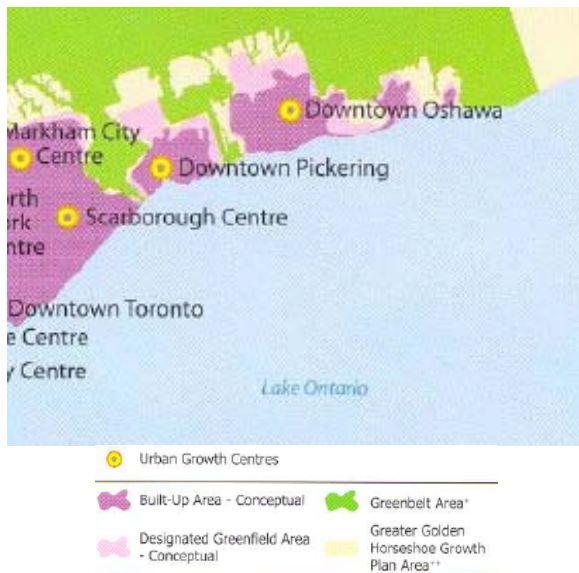 Downtown Oshawa
Markham City
Centre
Downtown Pickering
Scarborough Centre
Downtown Toronto
Centre
Centre
Lake Ontario
Urban Growth Centres
Built-Up Area - Conceptual
Greenbelt Area+
Designated Greenfield Area
- Conceptual
Greater Golden
Horseshoe Growth
Plan Area++